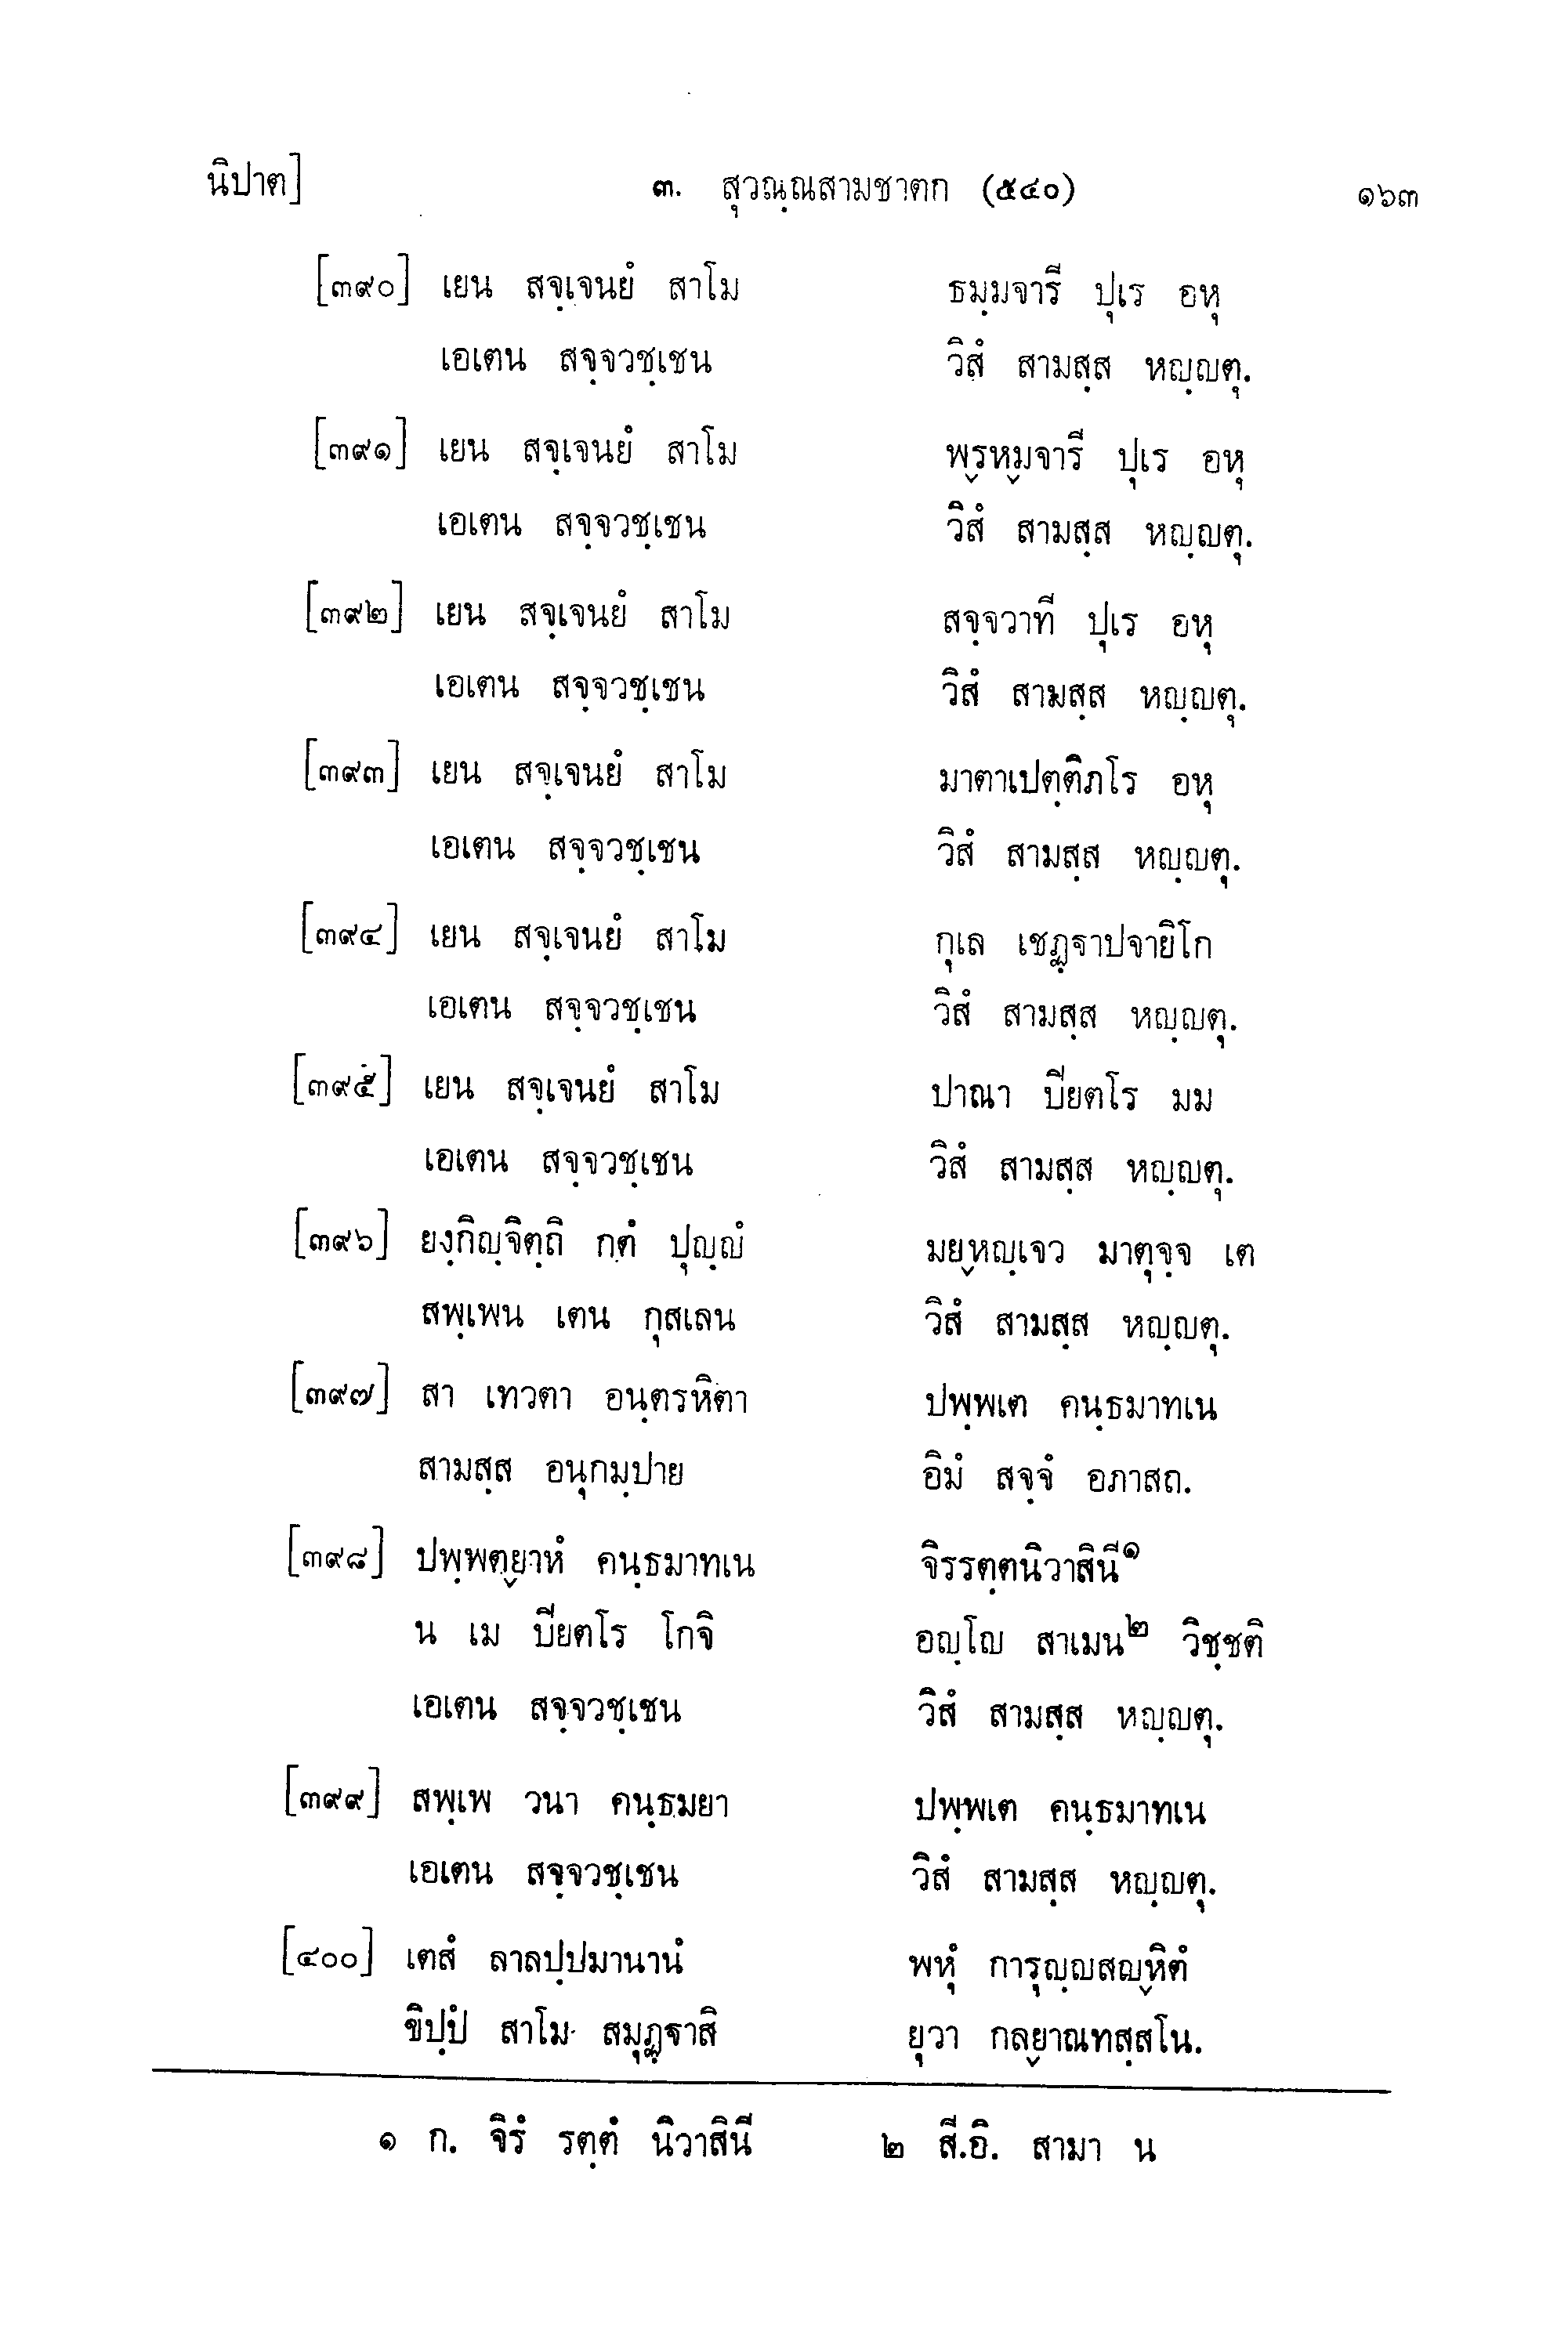 นิปาต] ๓. สุวณฺณสามชาตก (๕๔๐) ๑๖๓
[๓๙๐] เยน สจฺเจนยํ สาโม ธมฺมจารี ปุเร อหุ
เอเตน สจฺจวชฺเชน วิสํ สามสฺส หญฺญตุ.
[๓๙๑] เยน สจฺเจนยํ สาโม พฺรหฺมจารี ปุเร อหุ
เอเตน สจฺจวชฺเชน วิสํ สามสฺส หญฺญตุ.
[๓๙๒] เยน สจฺเจนยํ สาโม สจฺจวาที ปุเร อหุ
เอเตน สจฺจวชฺเชน วิสํ สามสฺส หญฺญตุ.
[๓๙๓] เยน สจฺเจนยํ สาโม มาตาเปตฺติภโร อหุ
เอเตน สจฺจวชฺเชน วิสํ สามสฺส หญฺญตุ.
[๓๙๔] เยน สจฺเจนยํ สาโม กุเล เชฏฺฐาปจายิโก
เอเตน สจฺจวชฺเชน วิสํ สามสฺส หญฺญตุ.
[๓๙๕] เยน สจฺเจนยํ สาโม ปาณา ปิยตโร มม
เอเตน สจฺจวชฺเชน วิสํ สามสฺส หญฺญตุ.
[๓๙๖] ยงฺกิญฺจิตฺถิ กตํ ปุญฺญํ มยฺหญฺเจว มาตุจฺจ เต
สพฺเพน เตน กุสเลน วิสํ สามสฺส หญฺญตุ.
[๓๙๗] สา เทวตา อนฺตรหิตา ปพฺพเต คนฺธมาทเน
สามสฺส อนุกมฺปาย อิมํ สจฺจํ อภาสถ.
[๓๙๘] ปพฺพตฺยาหํ คนฺธมาทเน จิรรตฺตนิวาสินี๑
น เม ปิยตโร โกจิ อญฺโญ สาเมน๒ วิชฺชติ
เอเตน สจฺจวชฺเชน วิสํ สามสฺส หญฺญตุ.
[๓๙๙] สพฺเพ วนา คนฺธมยา ปพฺพเต คนฺธมาทเน
เอเตน สจฺจวชฺเชน วิสํ สามสฺส หญฺญตุ.
[๔๐๐] เตสํ ลาลปฺปมานานํ พหุํ การุญฺญสญฺหิตํ
ขิปฺปํ สาโม สมุฏฺฐาสิ ยุวา กลฺยาณทสฺสโน.
๑ ก. จิรํ รตฺตํ นิวาสินี ๒ สี.อิ. สามา น